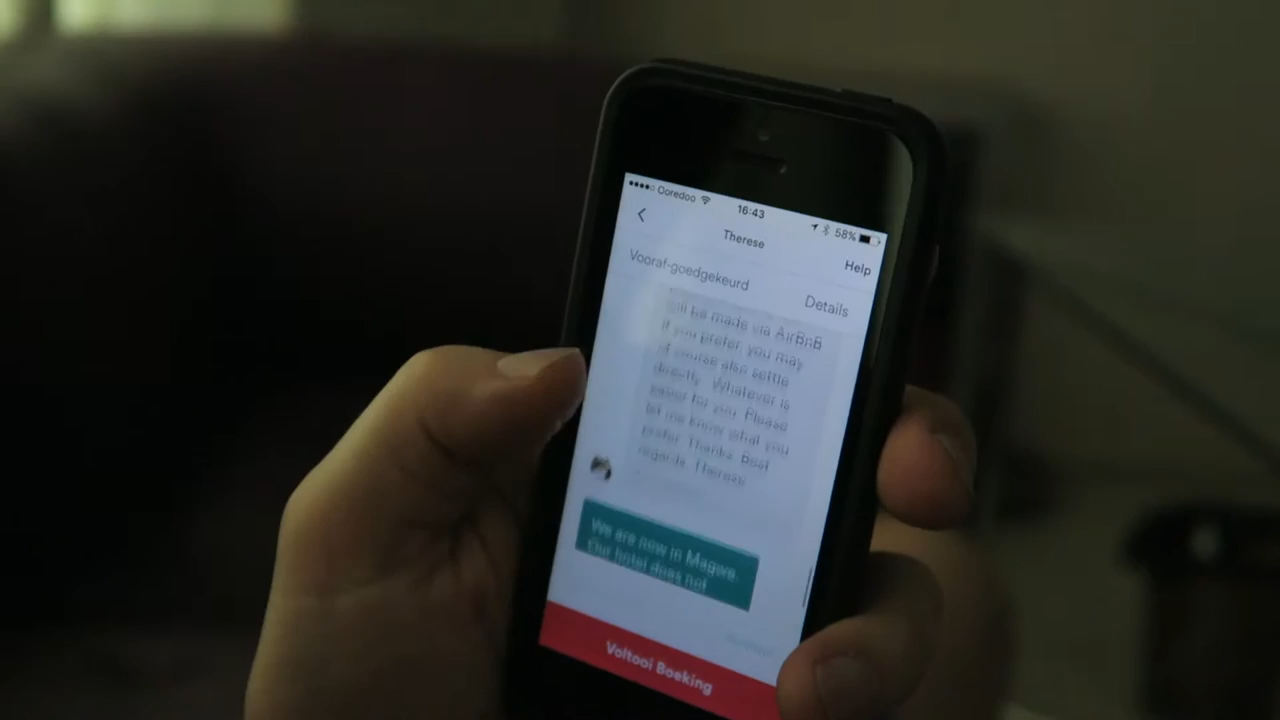 Ooredoo 16:43 58%
Therese
Help
Vooraf-goedgekeurd
Details
will be made via AirBnB
If you prefer, you may
of course also settle
directly. Whatever is
easier for you. Please
let me know what you
prefer. Thanks. Best
regards, Therese
We are now in Magwe.
Our hotel does not
Voltooi Boeking